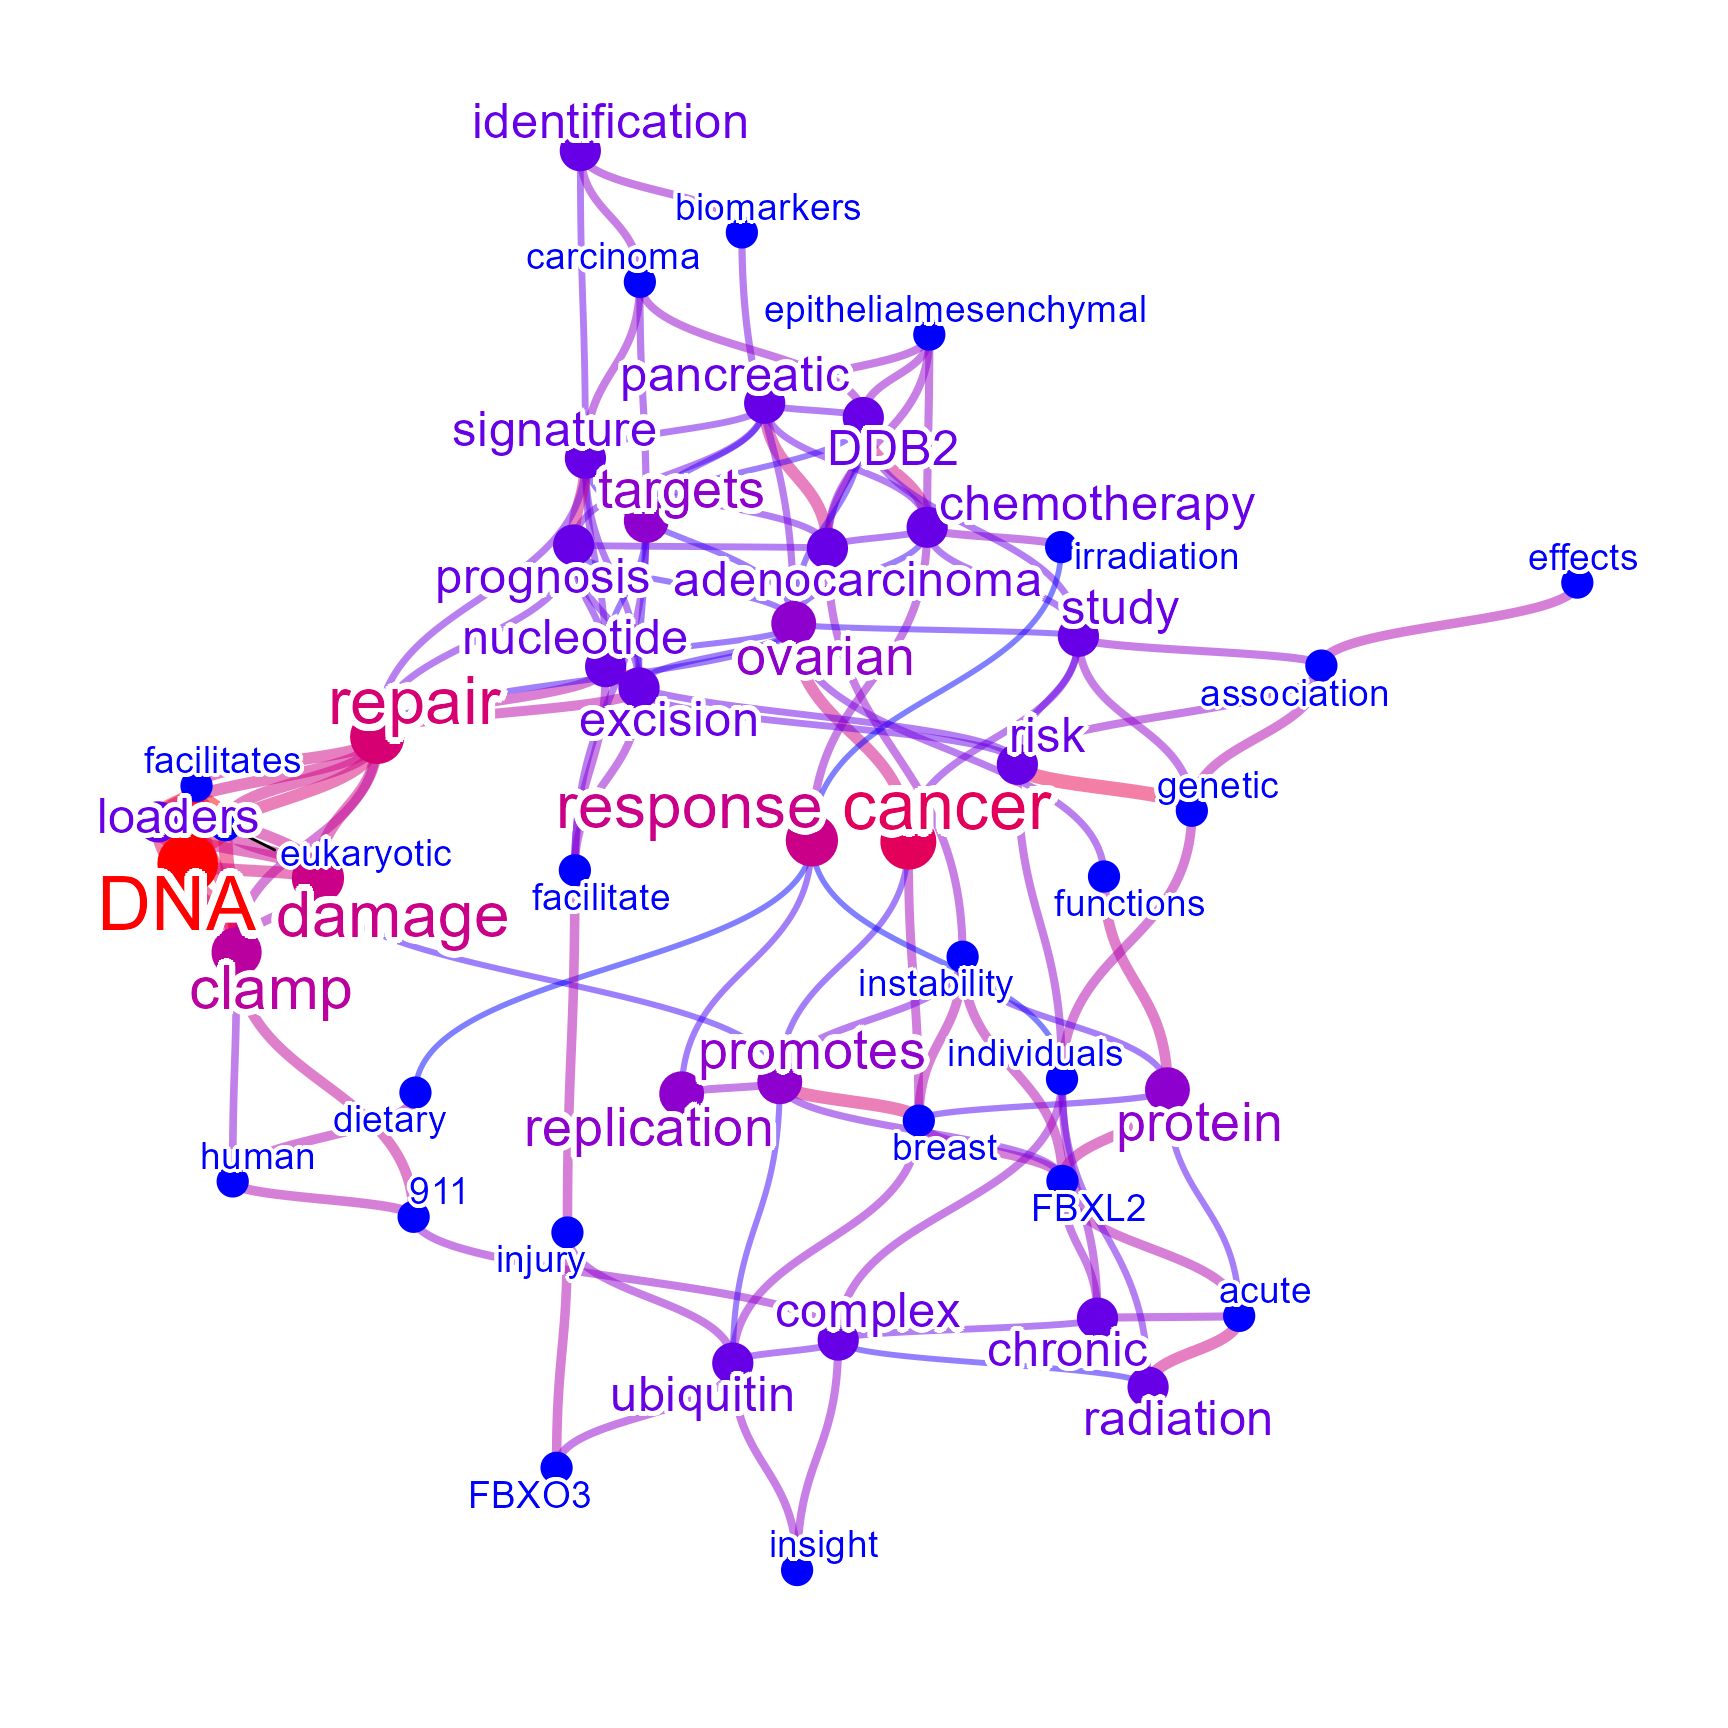 identification
biomarkers
carcinoma
epithelialmesenchymal
pancreatic
signature
DDB2
targets
chemotherapy
irradiation
effects
prognosis
adenocarcinoma
study
nucleotide
ovarian
association
repair
excision
risk
facilitates
genetic
loaders
response
cancer
eukaryotic
DNA
damage
facilitate
functions
clamp
instability
promotes
individuals
dietary
replication
protein
human
breast
911
FBXL2
injury
acute
complex
chronic
ubiquitin
radiation
FBXO3
insight